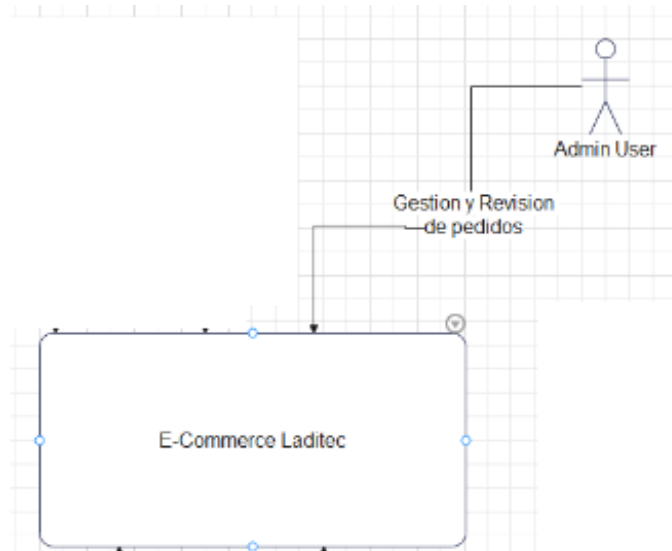 Admin User
Gestion y Revision
de pedidos
E-Commerce Laditec